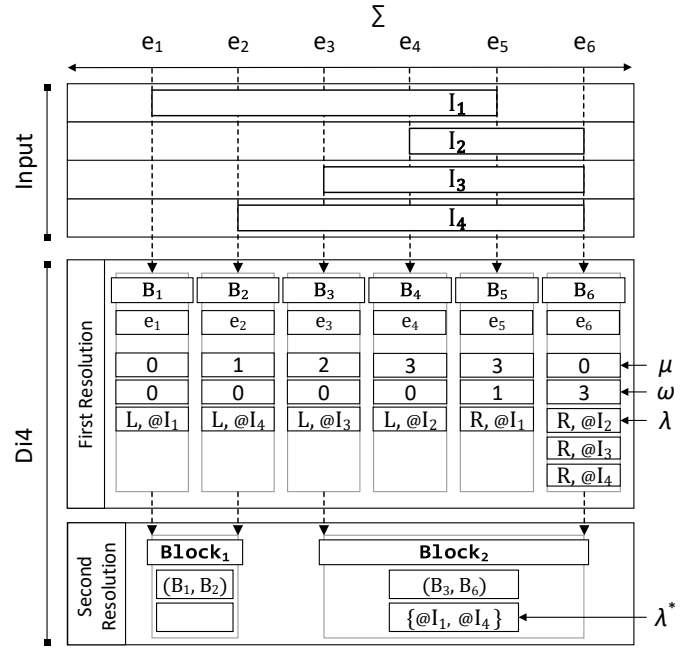 ∑
e₁ e₂ e₃ e₄ e₅ e₆
Input
I₁
I₂
I₃
I₄
Di4
First Resolution
B₁ B₂ B₃ B₄ B₅ B₆
e₁ e₂ e₃ e₄ e₅ e₆
0 1 2 3 3 0 μ
0 0 0 0 1 3 ω
L, @I₁ L, @I₄ L, @I₃ L, @I₂ R, @I₁ R, @I₂ λ
R, @I₃
R, @I₄
Second
Resolution
Block₁ Block₂
(B₁, B₂) (B₃, B₆)
{@I₁, @I₄} λ*